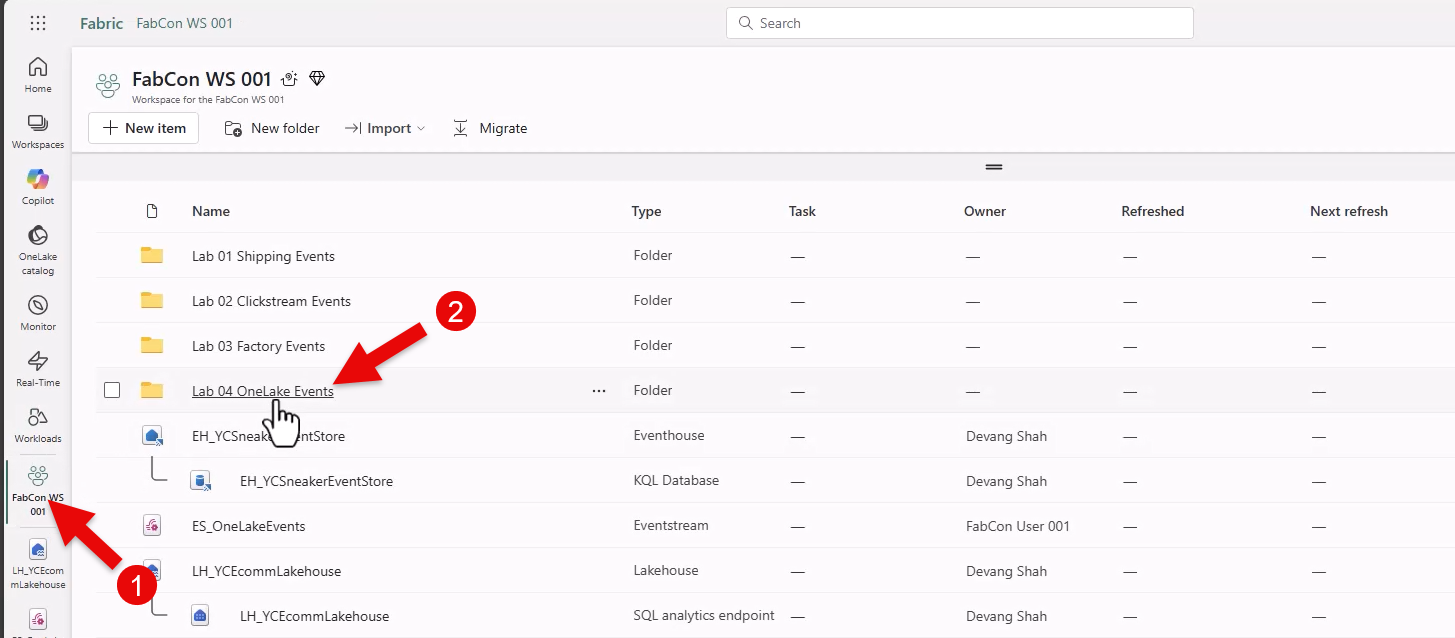 Fabric FabCon WS 001
Search
Home
Workspaces
Copilot
OneLake
catalog
Monitor
Real-Time
Workloads
FabCon WS
001
LH_YCEcom
mLakehouse
FabCon WS 001
Workspace for the FabCon WS 001
New item New folder Import Migrate
Name Type Task Owner Refreshed Next refresh
Lab 01 Shipping Events Folder — — — —
Lab 02 Clickstream Events Folder — — — —
2
Lab 03 Factory Events Folder — — — —
Lab 04 OneLake Events ... Folder — — — —
EH_YCSneakerEventStore Eventhouse — Devang Shah — —
EH_YCSneakerEventStore KQL Database — Devang Shah — —
ES_OneLakeEvents Eventstream — FabCon User 001 — —
LH_YCEcommLakehouse Lakehouse — Devang Shah — —
1
LH_YCEcommLakehouse SQL analytics endpoint — Devang Shah — —